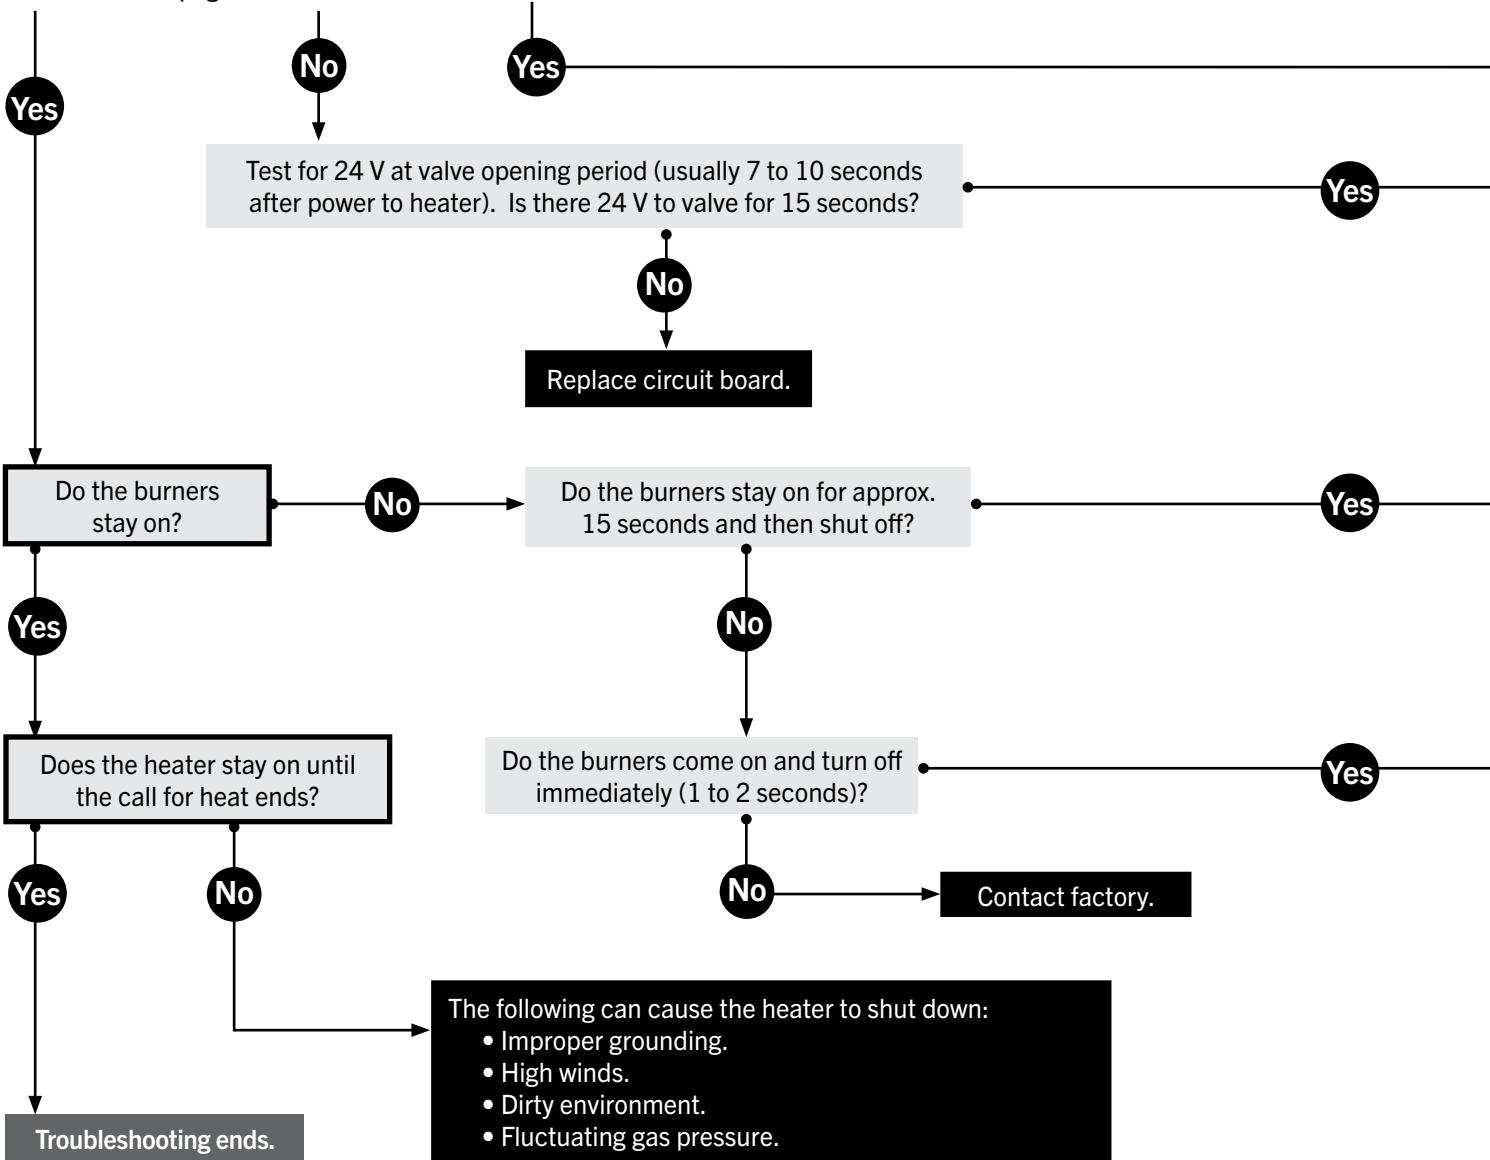 No
Yes
Yes
Test for 24 V at valve opening period (usually 7 to 10 seconds
after power to heater). Is there 24 V to valve for 15 seconds?
Yes
No
Replace circuit board.
Do the burners
stay on?
No
Do the burners stay on for approx.
15 seconds and then shut off?
Yes
Yes
No
Does the heater stay on until
the call for heat ends?
Do the burners come on and turn off
immediately (1 to 2 seconds)?
Yes
Yes
No
No
Contact factory.
The following can cause the heater to shut down:
• Improper grounding.
• High winds.
• Dirty environment.
• Fluctuating gas pressure.
Troubleshooting ends.